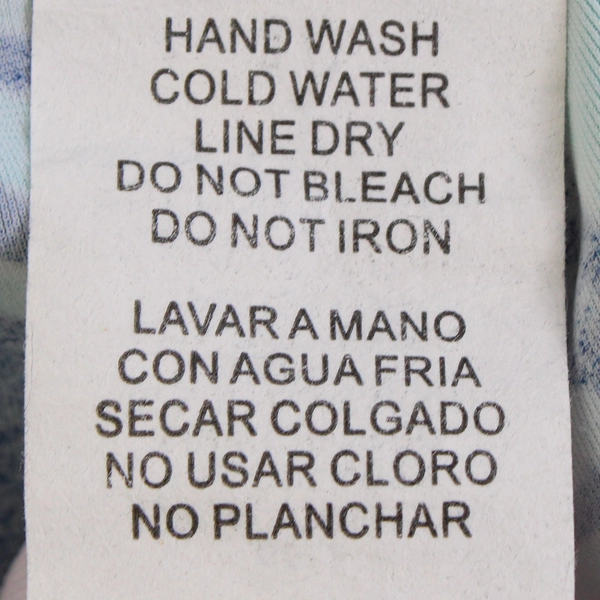 HAND WASH
COLD WATER
LINE DRY
DO NOT BLEACH
DO NOT IRON
LAVAR A MANO
CON AGUA FRIA
SECAR COLGADO
NO USAR CLORO
NO PLANCHAR